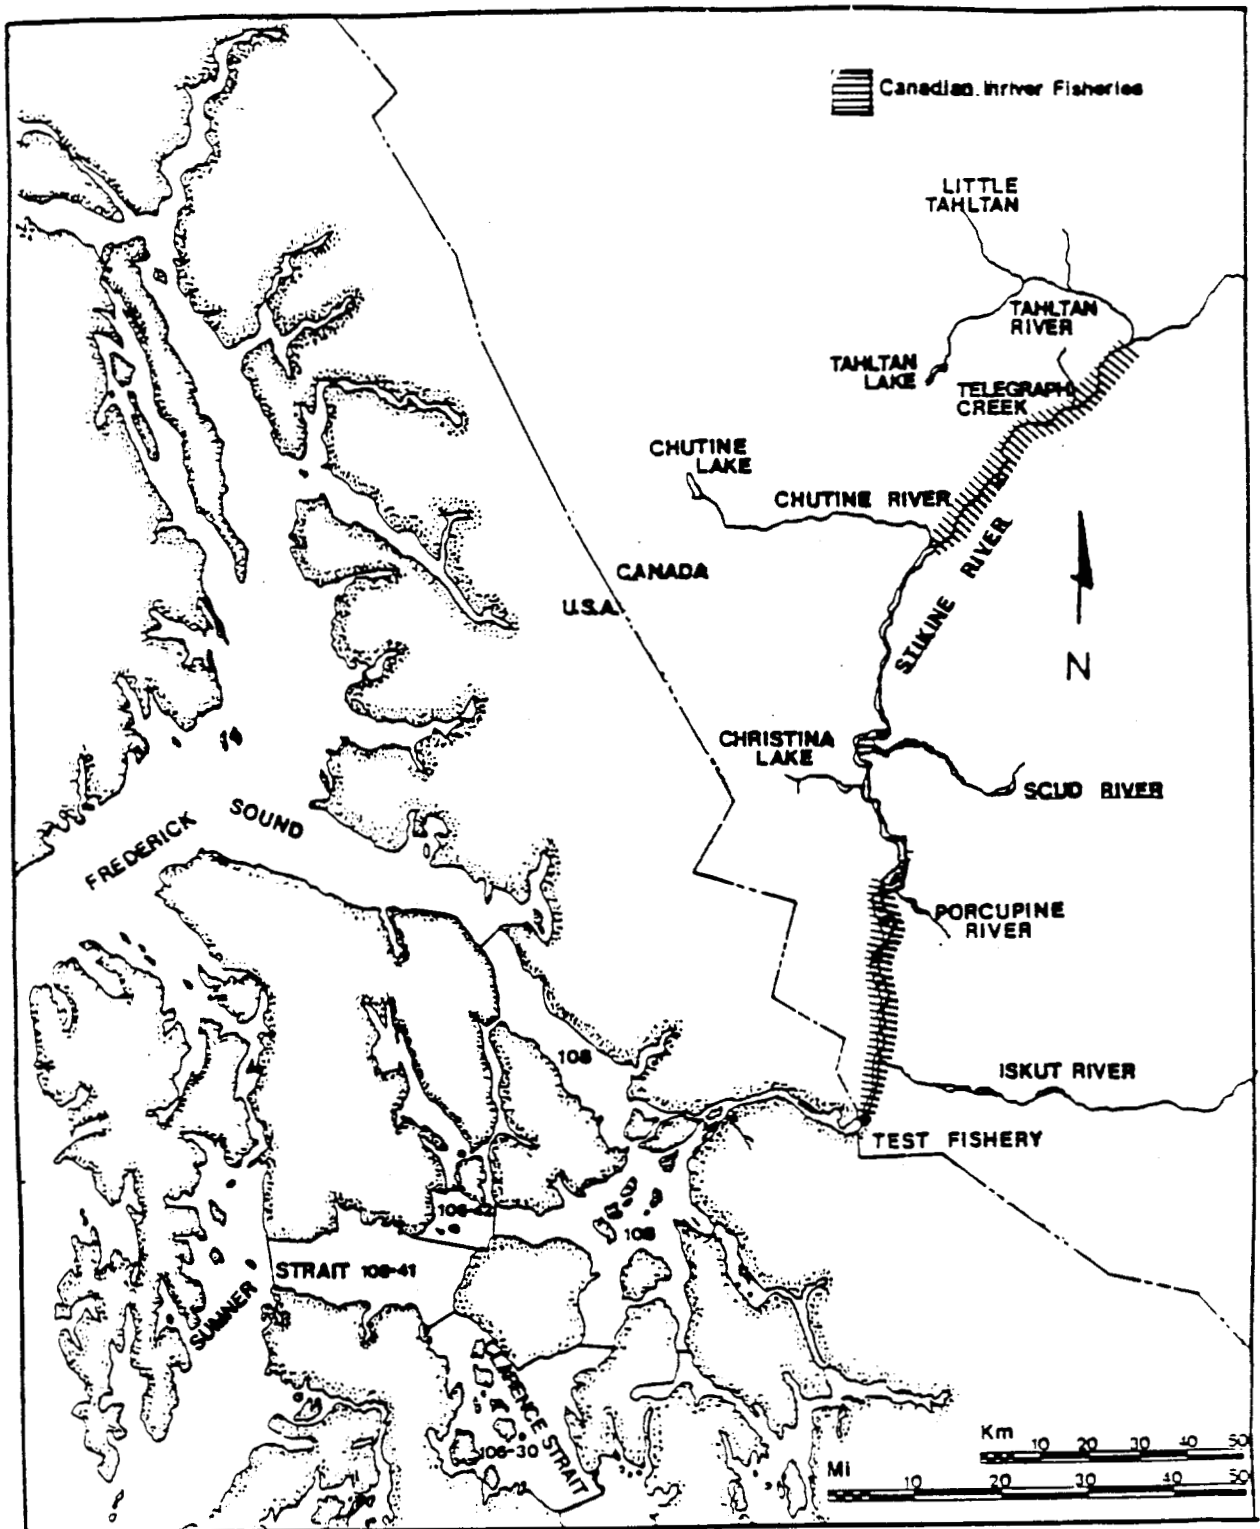 Canadian Inriver Fisheries
LITTLE
TAHLTAN
TAHLTAN
RIVER
TAHLTAN
LAKE
TELEGRAPH
CREEK
CHUTINE
LAKE
CHUTINE RIVER
STIKINE RIVER
CANADA
U.S.A.
N
CHRISTINA
LAKE
SCUD RIVER
FREDERICK SOUND
PORCUPINE
RIVER
108
ISKUT RIVER
TEST FISHERY
106-42
108
SUMNER STRAIT 106-41
CLARENCE STRAIT
106-30
Km
10 20 30 40 50
Mi
10 20 30 40 50